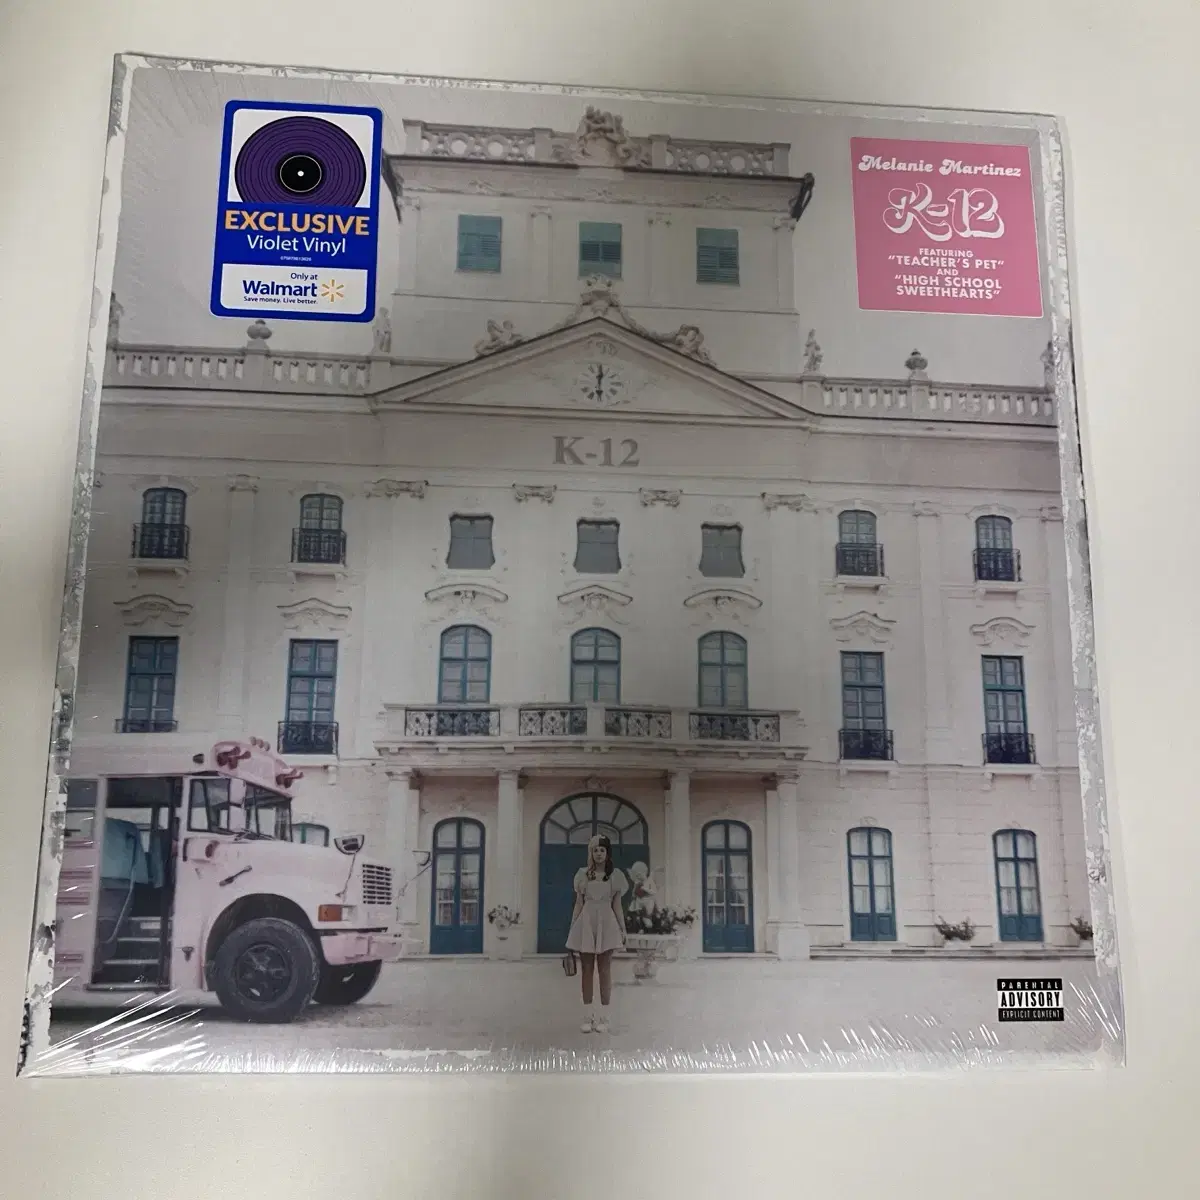 EXCLUSIVE
Violet Vinyl
Only at
Walmart
Save money. Live better.
Melanie Martinez
K-12
FEATURING
"TEACHER'S PET"
AND
"HIGH SCHOOL
SWEETHEARTS"
K-12
PARENTAL
ADVISORY
EXPLICIT CONTENT